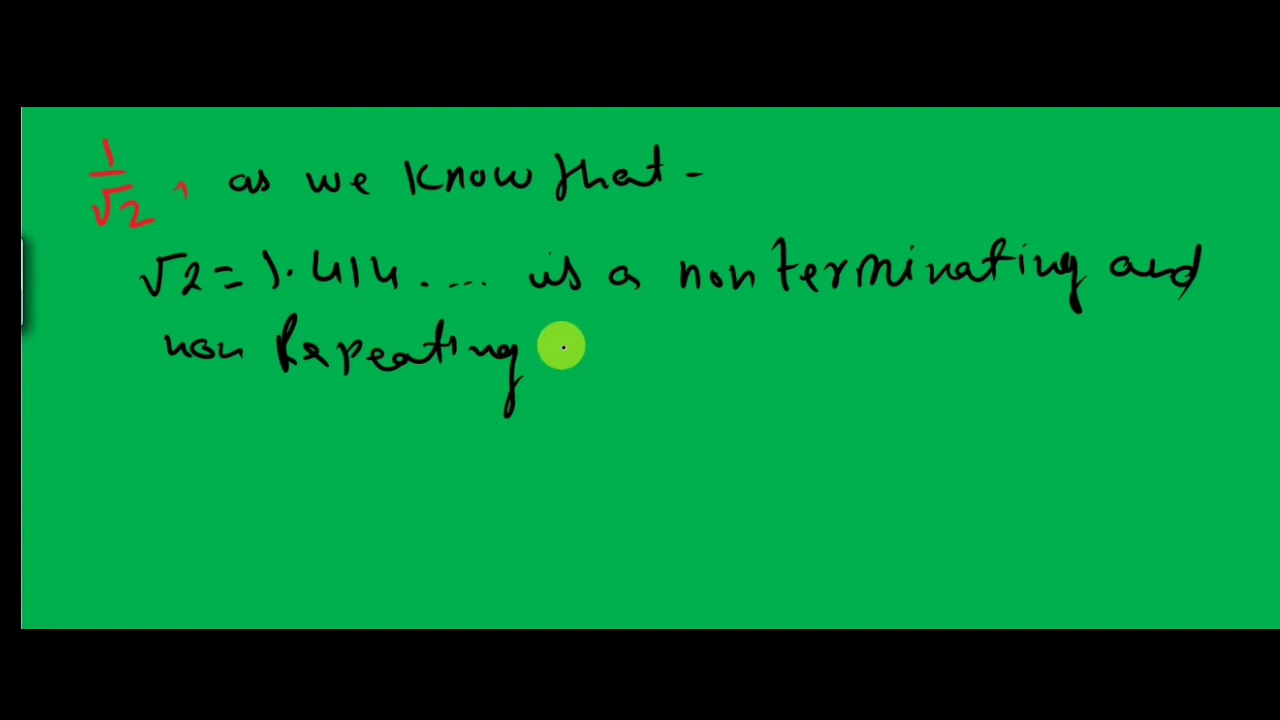 1/√2, as we know that -
√2 = 1.414. .... is a non terminating and
non Repeating